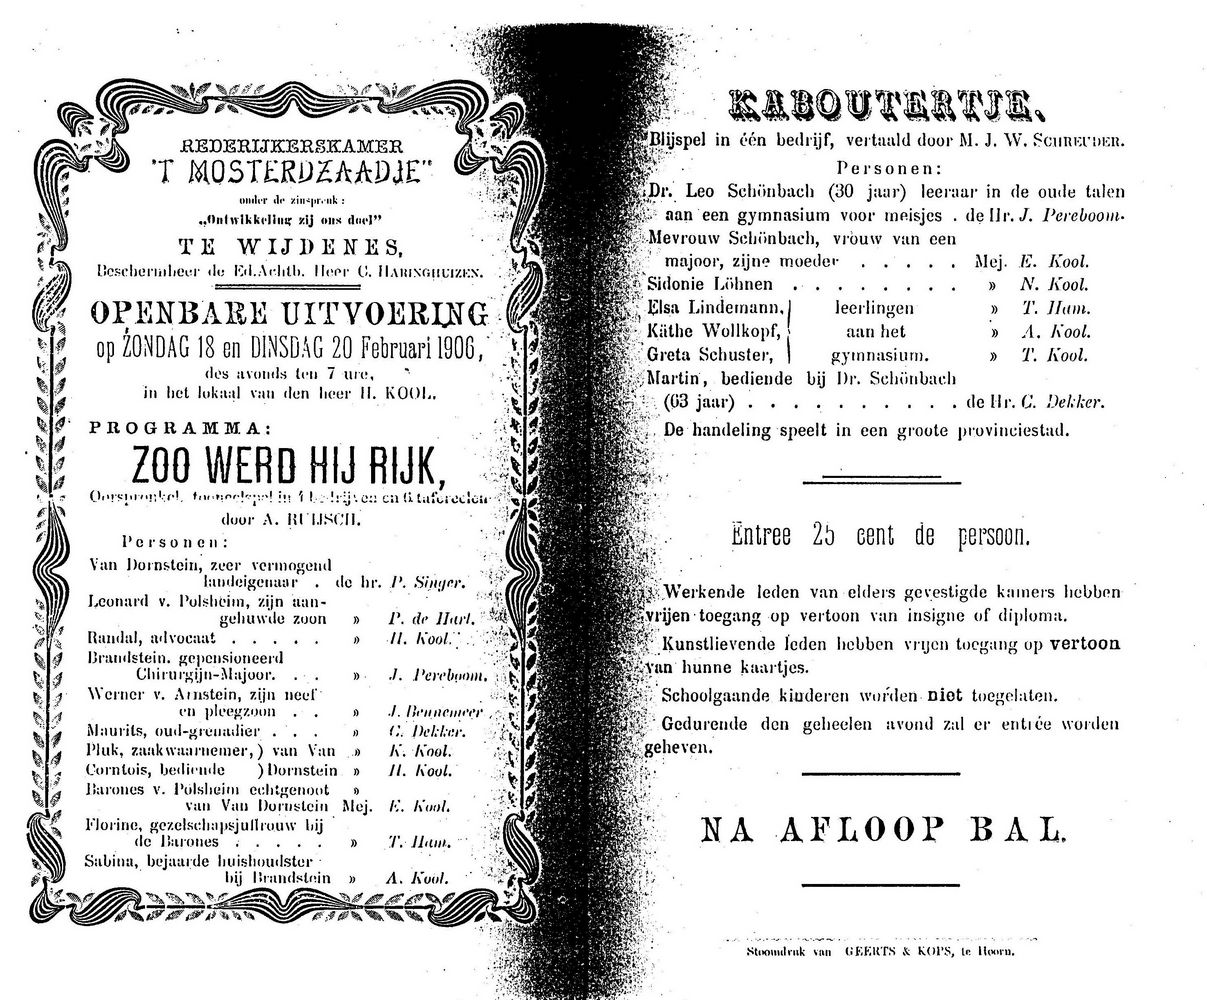 REDERIJKERSKAMER
'T MOSTERDZAADJE"
onder de zinspreuk:
„Ontwikkeling zij ons doel"
TE WIJDENES,
Beschermheer de Ed.Achtb. Heer C. HARINGHUIZEN.
OPENBARE UITVOERING
op ZONDAG 18 en DINSDAG 20 Februari 1906,
des avonds ten 7 ure,
in het lokaal van den heer H. KOOL.
PROGRAMMA:
ZOO WERD HIJ RIJK,
Oorspronkel. tooneelspel in 4 bedrijven en 6 tafereelen
door A. RUIJSCH.
Personen:
Van Dornstein, zeer vermogend
landeigenaar . de hr. P. Singer.
Leonard v. Polsheim, zijn aan-
gehuwde zoon » P. de Hart.
Randal, advocaat . . . . . » H. Kool.
Brandstein. gepensioneerd
Chirurgijn-Majoor. . . » J. Pereboom.
Werner v. Arnstein, zijn neef
en pleegzoon . . » J. Bennemeer
Maurits, oud-grenadier . . . » C. Dekker.
Pluk, zaakwaarnemer,) van Van » K. Kool.
Corntois, bediende )Dornstein » H. Kool.
Barones v. Polsheim echtgenoot »
van Van Dornstein Mej. E. Kool.
Florine, gezelschapsjuffrouw bij
de Barones . . . . . » T. Ham.
Sabina, bejaarde huishoudster
bij Brandstein » A. Kool.
KABOUTERTJE.
Blijspel in één bedrijf, vertaald door M. J. W. SCHREUDER.
Personen:
Dr. Leo Schönbach (30 jaar) leeraar in de oude talen
aan een gymnasium voor meisjes . de Hr. J. Pereboom.
Mevrouw Schönbach, vrouw van een
majoor, zijne moeder . . . . . Mej. E. Kool.
Sidonie Löhnen . . . . . . . . » N. Kool.
Elsa Lindemann, | leerlingen » T. Ham.
Käthe Wollkopf, | aan het » A. Kool.
Greta Schuster, | gymnasium. » T. Kool.
Martin, bediende bij Dr. Schönbach
(63 jaar) . . . . . . . . . . de Hr. C. Dekker.
De handeling speelt in een groote provinciestad.
Entree 25 cent de persoon.
Werkende leden van elders gevestigde kamers hebben
vrijen toegang op vertoon van insigne of diploma.
Kunstlievende leden hebben vrijen toegang op vertoon
van hunne kaartjes.
Schoolgaande kinderen worden niet toegelaten.
Gedurende den geheelen avond zal er entrée worden
geheven.
NA AFLOOP BAL.
Stoomdruk van GEERTS & KOPS, te Hoorn.